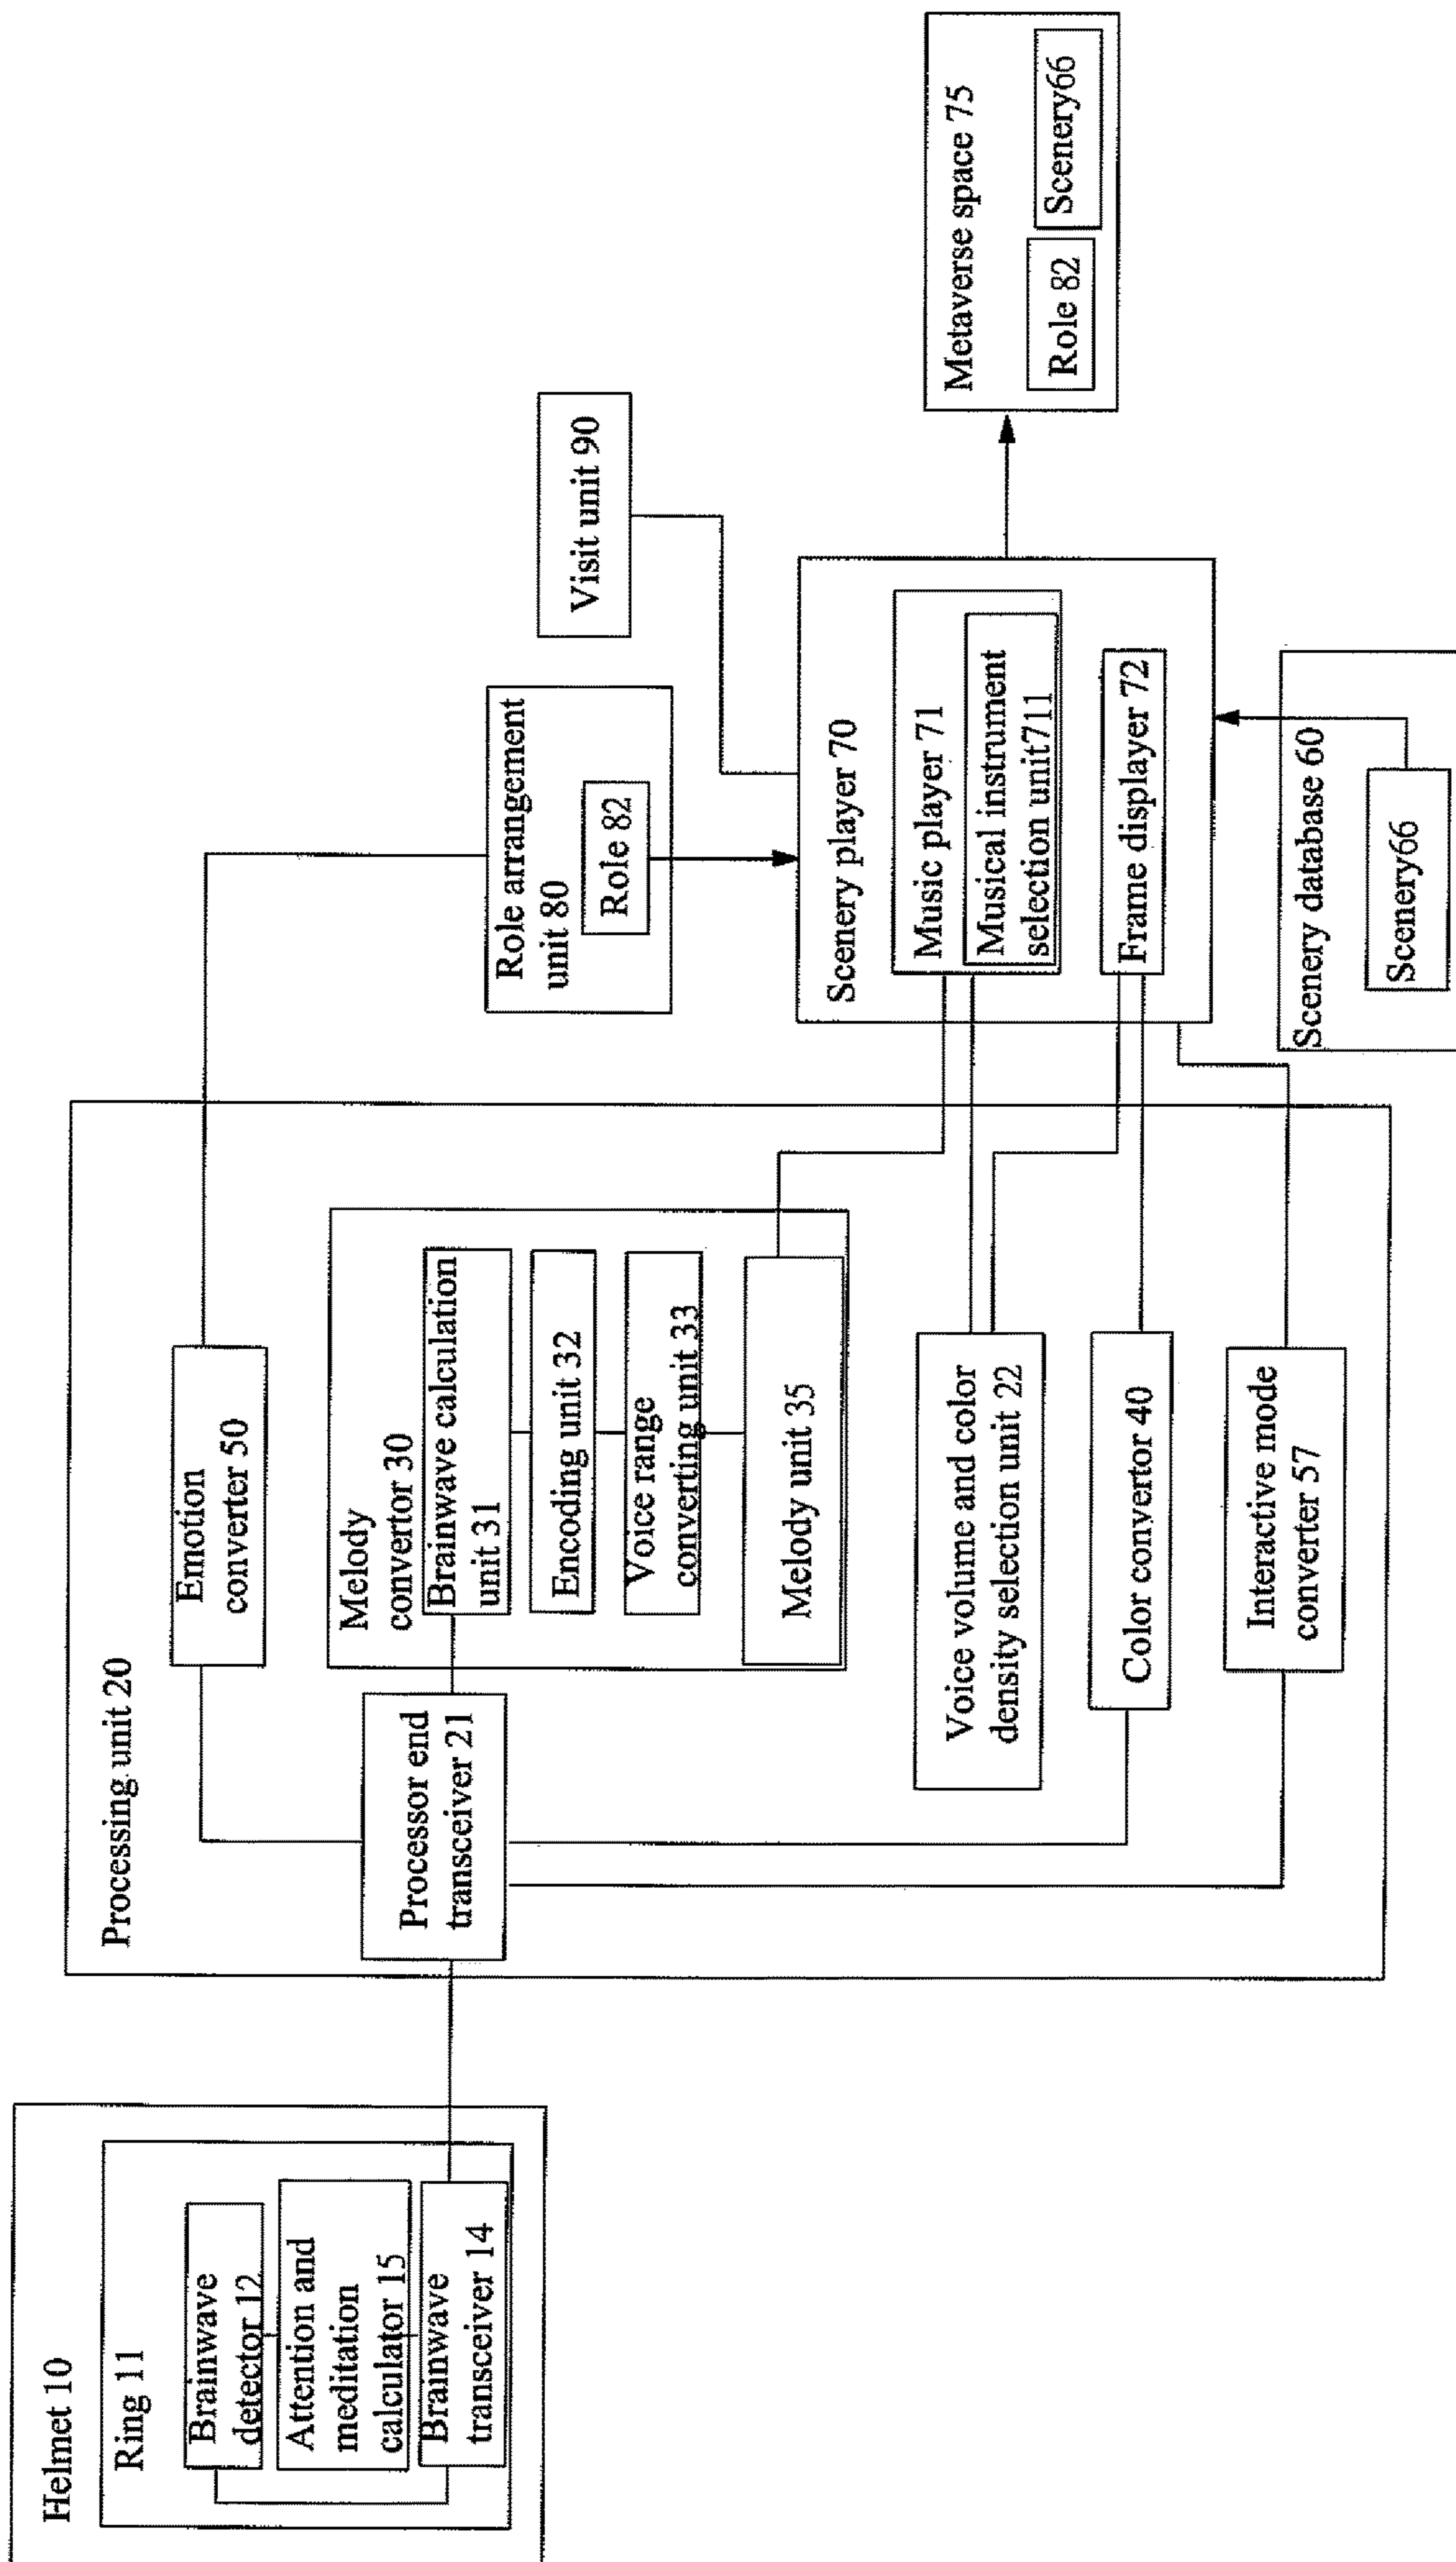 Helmet 10
Ring 11
Brainwave
detector 12
Attention and
meditation
calculator 15
Brainwave
transceiver 14
Processing unit 20
Emotion
converter 50
Processor end
transceiver 21
Melody
convertor 30
Brainwave calculation
unit 31
Encoding unit 32
Voice range
converting unit 33
Melody unit 35
Voice volume and color
density selection unit 22
Color convertor 40
Interactive mode
converter 57
Role arrangement
unit 80
Role 82
Visit unit 90
Scenery player 70
Music player 71
Musical instrument
selection unit711
Frame displayer 72
Scenery database 60
Scenery66
Metaverse space 75
Role 82
Scenery66